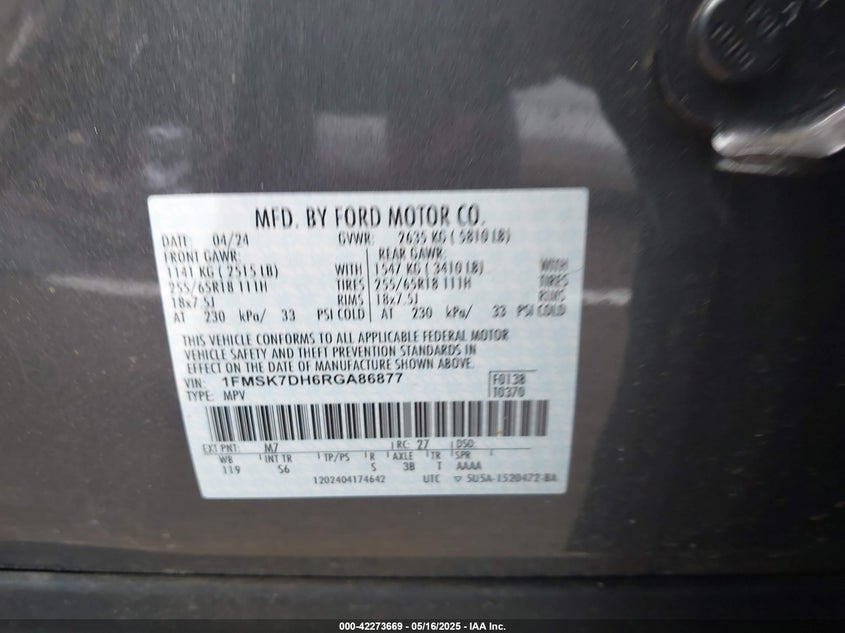 MFD. BY FORD MOTOR CO.
DATE: 04/24 GVWR: 2635 KG ( 5810 LB)
FRONT GAWR: REAR GAWR:
1141 KG ( 2515 LB) WITH 1547 KG ( 3410 LB) WITH
255/65R18 111H TIRES 255/65R18 111H TIRES
18x7.5J RIMS 18x7.5J RIMS
AT 230 kPa/ 33 PSI COLD AT 230 kPa/ 33 PSI COLD
THIS VEHICLE CONFORMS TO ALL APPLICABLE FEDERAL MOTOR
VEHICLE SAFETY AND THEFT PREVENTION STANDARDS IN
EFFECT ON THE DATE OF MANUFACTURE SHOWN ABOVE.
VIN: 1FMSK7DH6RGA86877 F0138
TYPE: MPV T0370
EXT PNT: M7 RC: 27 DSO:
WB INT TR TP/PS R AXLE TR SPR
119 S6 S 3B T AAAA
1202404174642 UTC ▽ 5U5A-1520472-BA
000-42273669 - 05/16/2025 - IAA Inc.